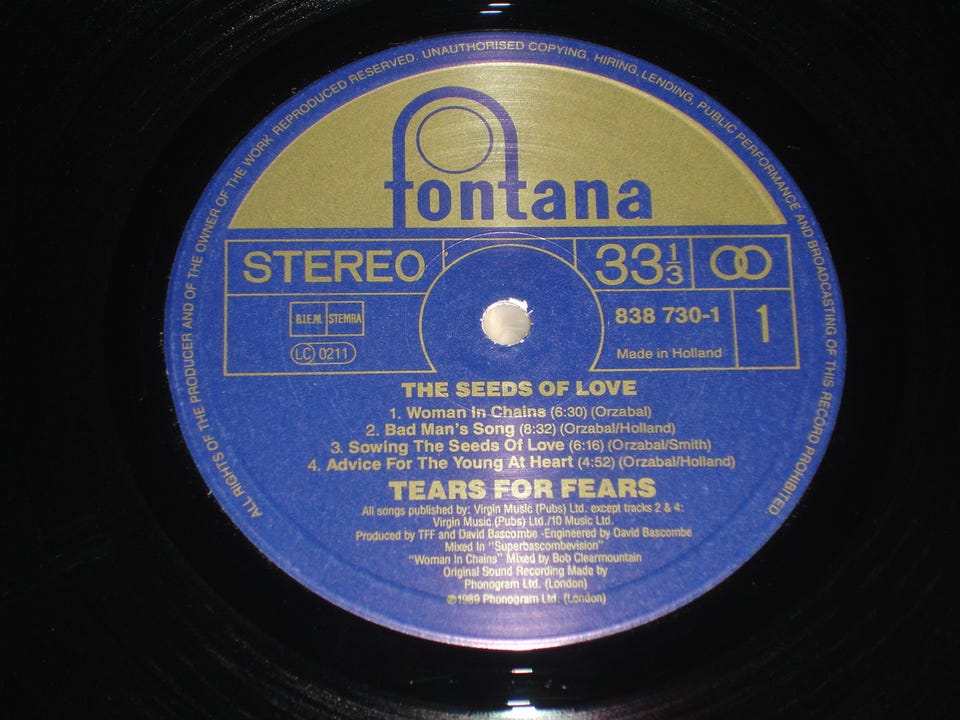 ALL RIGHTS OF THE PRODUCER AND OF THE OWNER OF THE WORK REPRODUCED RESERVED. UNAUTHORISED COPYING, HIRING, LENDING, PUBLIC PERFORMANCE AND BROADCASTING OF THIS RECORD PROHIBITED.
fontana
STEREO
33 1/3
B.I.E.M. STEMRA
LC 0211
838 730-1
1
Made in Holland
THE SEEDS OF LOVE
1. Woman In Chains (6:30) (Orzabal)
2. Bad Man's Song (8:32) (Orzabal/Holland)
3. Sowing The Seeds Of Love (6:16) (Orzabal/Smith)
4. Advice For The Young At Heart (4:52) (Orzabal/Holland)
TEARS FOR FEARS
All songs published by: Virgin Music (Pubs) Ltd. except tracks 2 & 4:
Virgin Music (Pubs) Ltd./10 Music Ltd.
Produced by TFF and David Bascombe -Engineered by David Bascombe
Mixed In "Superbascombevision"
"Woman In Chains" Mixed by Bob Clearmountain
Original Sound Recording Made by
Phonogram Ltd. (London)
℗1989 Phonogram Ltd. (London)